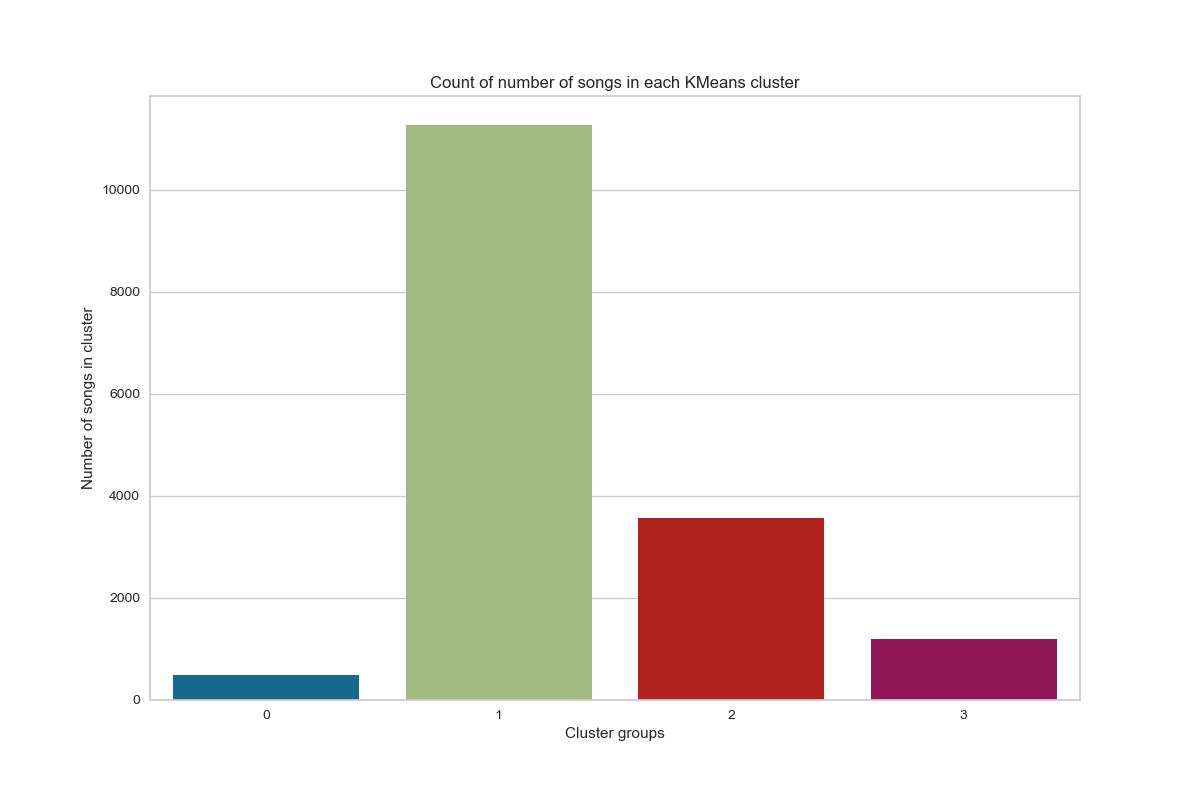 Count of number of songs in each KMeans cluster
Number of songs in cluster
10000
8000
6000
4000
2000
0
0 1 2 3
Cluster groups